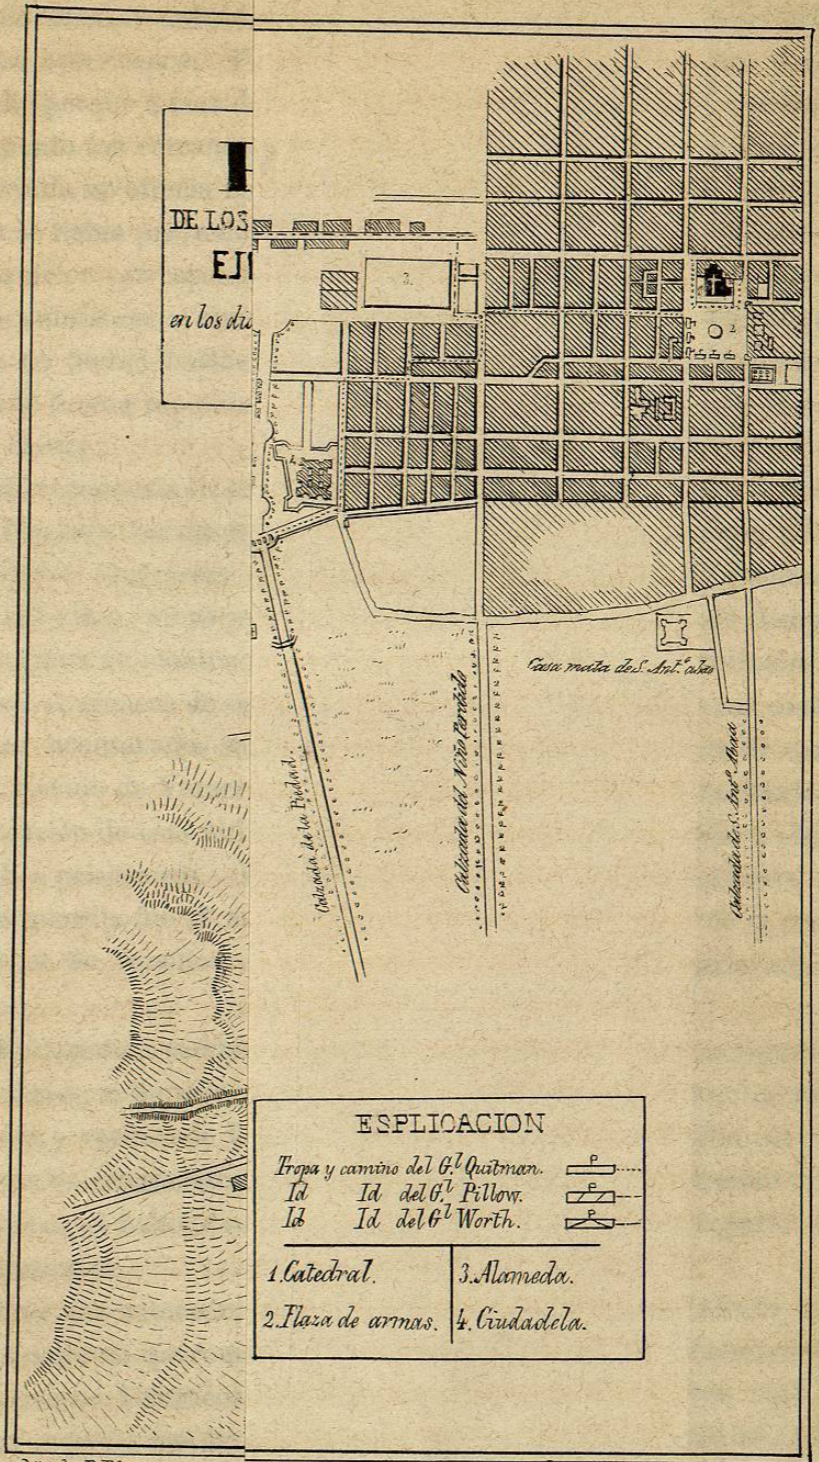 DE LOS
EJ
en los di
3.
2
4.
Casa mata de S. Ant.º abad
Calzada de la Piedad.
Calzada del Niño Perdido
Calzada de S. Ant.º Abad
ESPLICACION
Tropa y camino del G.l Quitman. P
Id Id del G.l Pillow. P
Id Id del Gl Worth. P
1. Catedral.
3. Alameda.
2. Plaza de armas.
4. Ciudadela.